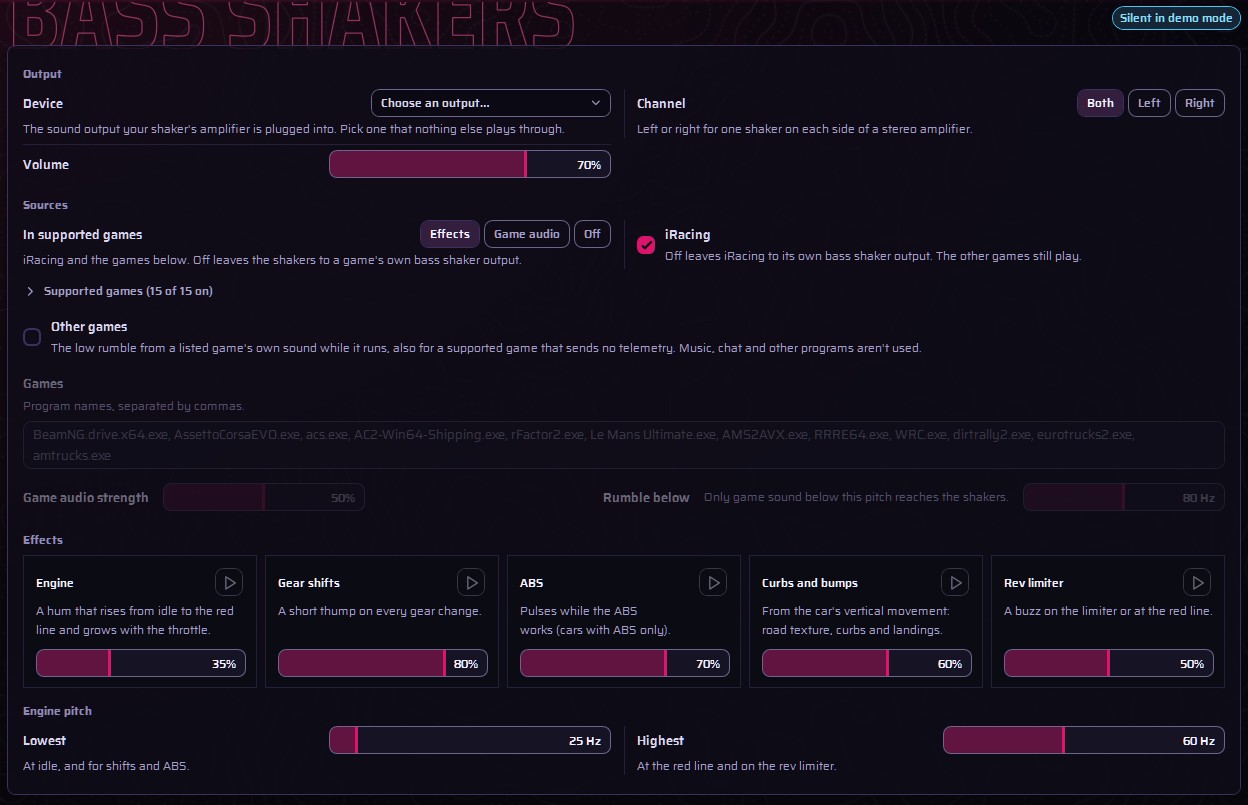 BASS SHAKERS
Silent in demo mode
Output
Device
Choose an output...
The sound output your shaker's amplifier is plugged into. Pick one that nothing else plays through.
Channel
Both
Left
Right
Left or right for one shaker on each side of a stereo amplifier.
Volume
70%
Sources
In supported games
Effects
Game audio
Off
iRacing and the games below. Off leaves the shakers to a game's own bass shaker output.
iRacing
Off leaves iRacing to its own bass shaker output. The other games still play.
Supported games (15 of 15 on)
Other games
The low rumble from a listed game's own sound while it runs, also for a supported game that sends no telemetry. Music, chat and other programs aren't used.
Games
Program names, separated by commas.
BeamNG.drive.x64.exe, AssettoCorsaEVO.exe, acs.exe, AC2-Win64-Shipping.exe, rFactor2.exe, Le Mans Ultimate.exe, AMS2AVX.exe, RRRE64.exe, WRC.exe, dirtrally2.exe, eurotrucks2.exe,
amtrucks.exe
Game audio strength
50%
Rumble below
Only game sound below this pitch reaches the shakers.
80 Hz
Effects
Engine
A hum that rises from idle to the red
line and grows with the throttle.
35%
Gear shifts
A short thump on every gear change.
80%
ABS
Pulses while the ABS
works (cars with ABS only).
70%
Curbs and bumps
From the car's vertical movement:
road texture, curbs and landings.
60%
Rev limiter
A buzz on the limiter or at the red line.
50%
Engine pitch
Lowest
25 Hz
At idle, and for shifts and ABS.
Highest
60 Hz
At the red line and on the rev limiter.